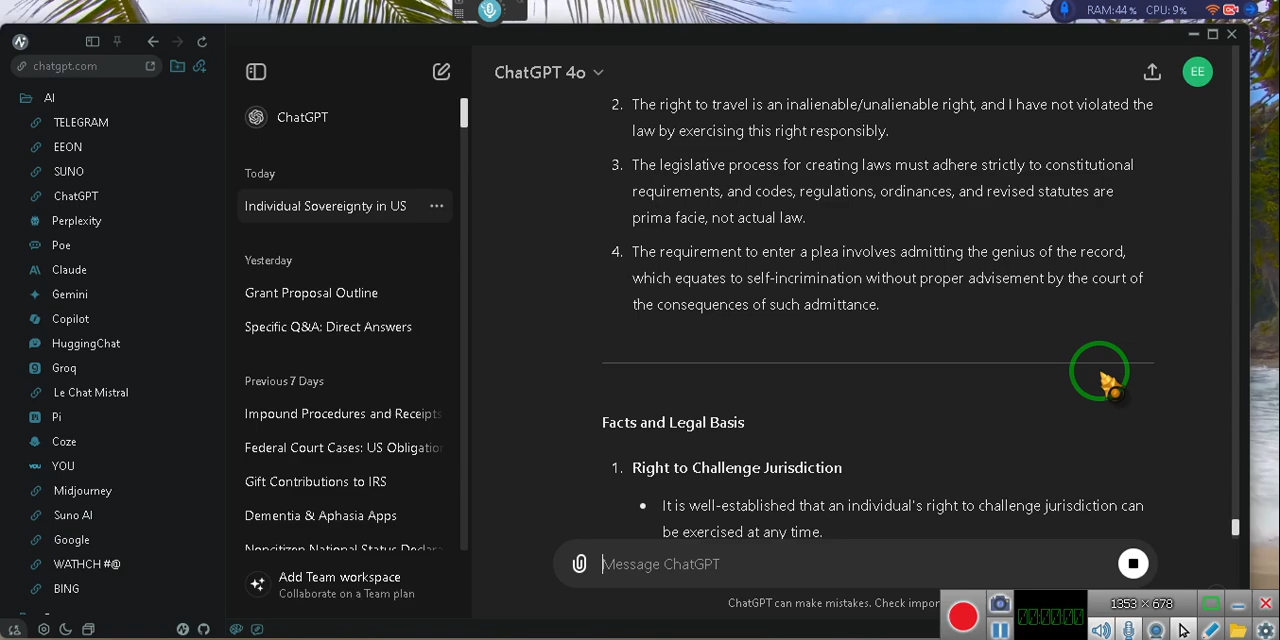 RAM:44% CPU: 9%
chatgpt.com
AI
TELEGRAM
EEON
SUNO
ChatGPT
Perplexity
Poe
Claude
Gemini
Copilot
HuggingChat
Groq
Le Chat Mistral
Pi
Coze
YOU
Midjourney
Suno AI
Google
WATHCH #@
BING
ChatGPT
Today
Individual Sovereignty in US
Yesterday
Grant Proposal Outline
Specific Q&A: Direct Answers
Previous 7 Days
Impound Procedures and Receipts
Federal Court Cases: US Obligatio
Gift Contributions to IRS
Dementia & Aphasia Apps
Noncitizen National Status Declar
Add Team workspace
Collaborate on a Team plan
ChatGPT 4o
EE
2. The right to travel is an inalienable/unalienable right, and I have not violated the
law by exercising this right responsibly.
3. The legislative process for creating laws must adhere strictly to constitutional
requirements, and codes, regulations, ordinances, and revised statutes are
prima facie, not actual law.
4. The requirement to enter a plea involves admitting the genius of the record,
which equates to self-incrimination without proper advisement by the court of
the consequences of such admittance.
Facts and Legal Basis
1. Right to Challenge Jurisdiction
• It is well-established that an individual's right to challenge jurisdiction can
be exercised at any time.
Message ChatGPT
ChatGPT can make mistakes. Check impor
1353 × 678